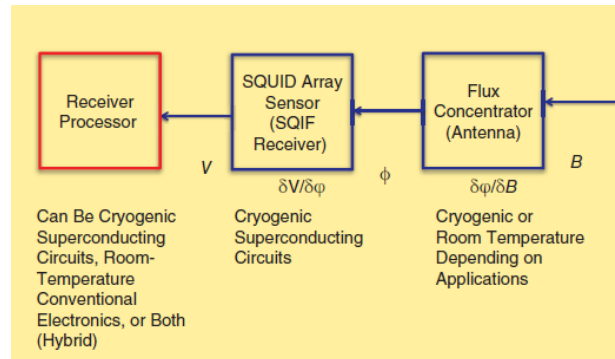 Receiver
Processor
SQUID Array
Sensor
(SQIF
Receiver)
Flux
Concentrator
(Antenna)
V
δV/δφ
ϕ
δφ/δB
B
Can Be Cryogenic
Superconducting
Circuits, Room-
Temperature
Conventional
Electronics, or Both
(Hybrid)
Cryogenic
Superconducting
Circuits
Cryogenic or
Room Temperature
Depending on
Applications